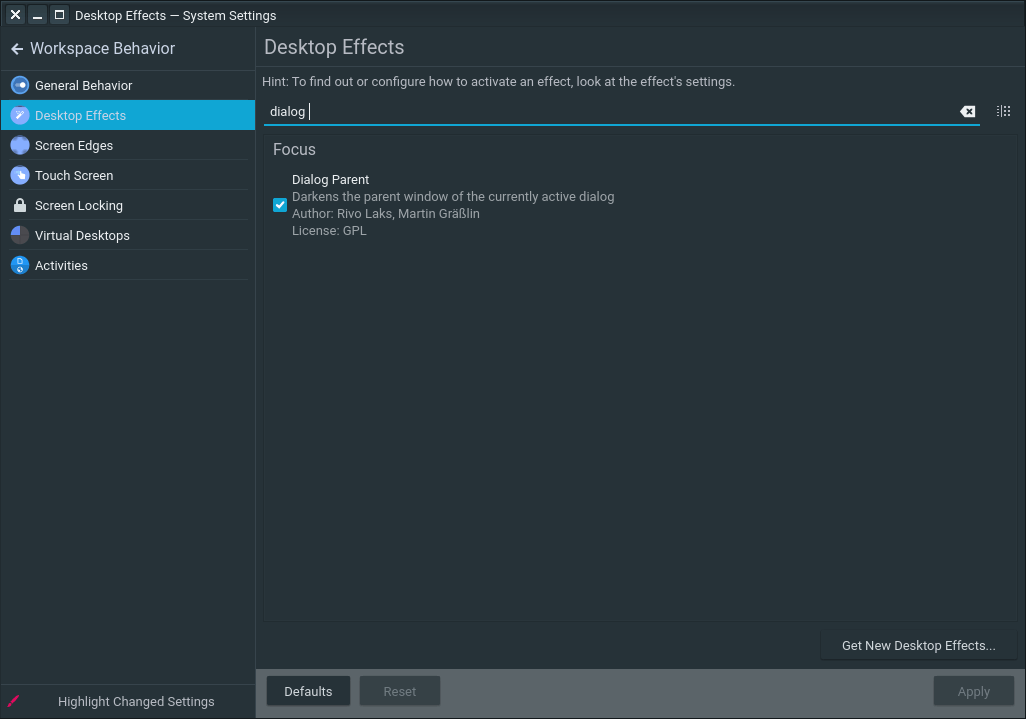 Desktop Effects — System Settings
Workspace Behavior
General Behavior
Desktop Effects
Screen Edges
Touch Screen
Screen Locking
Virtual Desktops
Activities
Highlight Changed Settings
Desktop Effects
Hint: To find out or configure how to activate an effect, look at the effect's settings.
dialog
Focus
Dialog Parent
Darkens the parent window of the currently active dialog
Author: Rivo Laks, Martin Gräßlin
License: GPL
Get New Desktop Effects...
Defaults
Reset
Apply